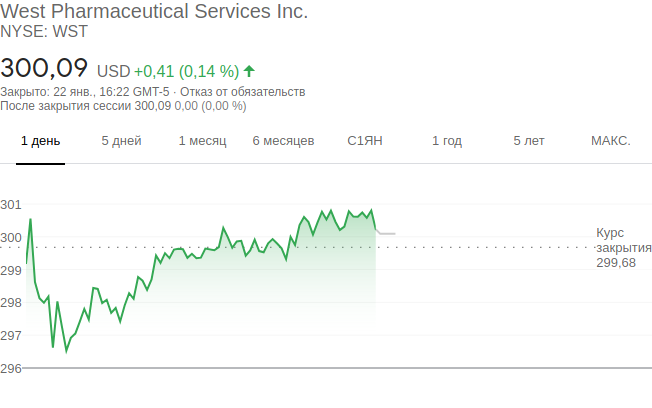 West Pharmaceutical Services Inc.
NYSE: WST
300,09 USD +0,41 (0,14 %)
Закрыто: 22 янв., 16:22 GMT-5 · Отказ от обязательств
После закрытия сессии 300,09 0,00 (0,00 %)
1 день 5 дней 1 месяц 6 месяцев С1ЯН 1 год 5 лет МАКС.
301
300
299
298
297
296
Курс
закрытия
299,68